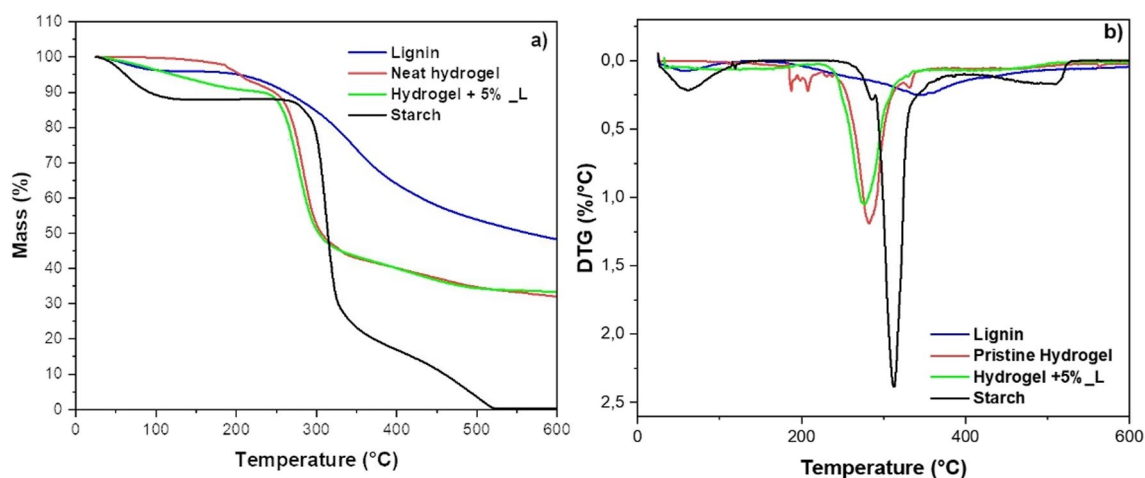 a)
Mass (%)
110
100
90
80
70
60
50
40
30
20
10
0
Lignin
Neat hydrogel
Hydrogel + 5% _L
Starch
0
100
200
300
400
500
600
Temperature (°C)
b)
DTG (%/°C)
0,0
0,5
1,0
1,5
2,0
2,5
Lignin
Pristine Hydrogel
Hydrogel +5%_L
Starch
0
200
400
600
Temperature (°C)